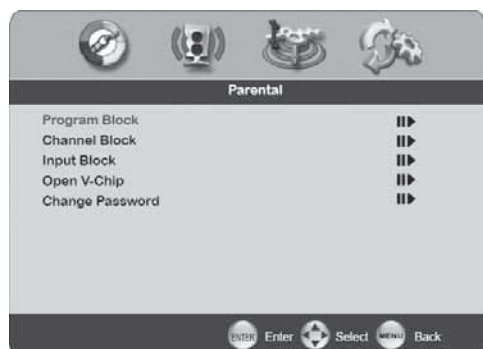 Parental
Program Block
Channel Block
Input Block
Open V-Chip
Change Password
ENTER Enter Select MENU Back